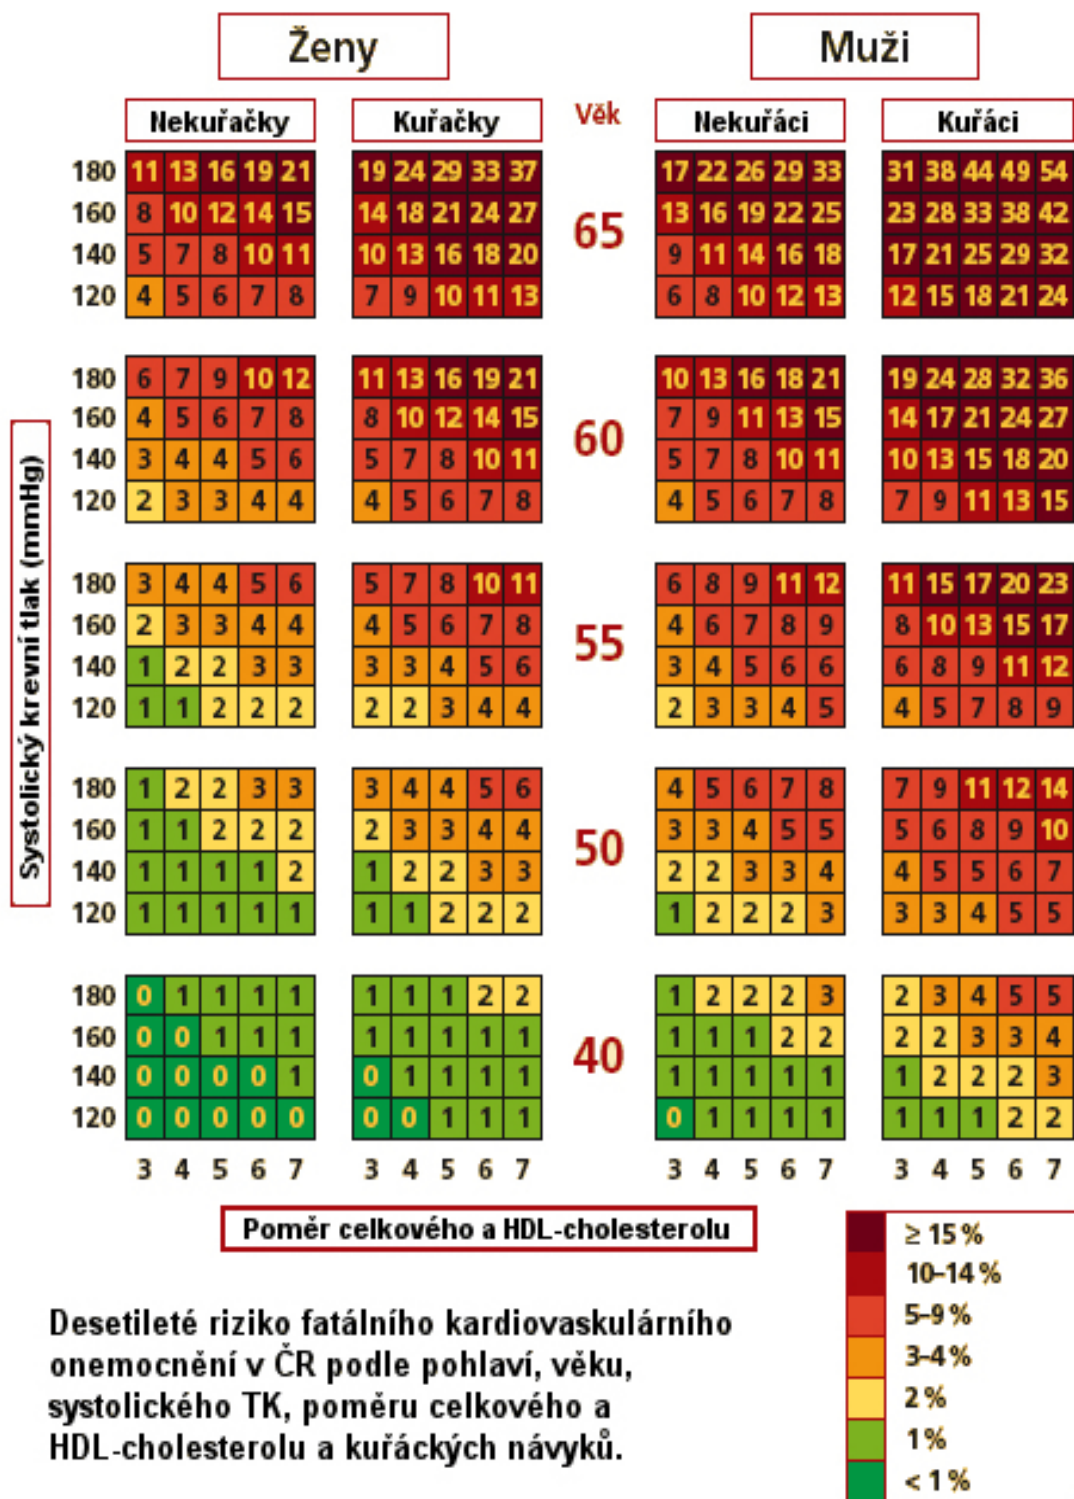 Ženy Muži
Nekuřačky Kuřačky Věk Nekuřáci Kuřáci
180 11 13 16 19 21 19 24 29 33 37 17 22 26 29 33 31 38 44 49 54
160 8 10 12 14 15 14 18 21 24 27 65 13 16 19 22 25 23 28 33 38 42
140 5 7 8 10 11 10 13 16 18 20 9 11 14 16 18 17 21 25 29 32
120 4 5 6 7 8 7 9 10 11 13 6 8 10 12 13 12 15 18 21 24
180 6 7 9 10 12 11 13 16 19 21 10 13 16 18 21 19 24 28 32 36
160 4 5 6 7 8 8 10 12 14 15 60 7 9 11 13 15 14 17 21 24 27
140 3 4 4 5 6 5 7 8 10 11 5 7 8 10 11 10 13 15 18 20
120 2 3 3 4 4 4 5 6 7 8 4 5 6 7 8 7 9 11 13 15
Systolický krevní tlak (mmHg)
180 3 4 4 5 6 5 7 8 10 11 6 8 9 11 12 11 15 17 20 23
160 2 3 3 4 4 4 5 6 7 8 55 4 6 7 8 9 8 10 13 15 17
140 1 2 2 3 3 3 3 4 5 6 3 4 5 6 6 6 8 9 11 12
120 1 1 2 2 2 2 2 3 4 4 2 3 3 4 5 4 5 7 8 9
180 1 2 2 3 3 3 4 4 5 6 4 5 6 7 8 7 9 11 12 14
160 1 1 2 2 2 2 3 3 4 4 50 3 3 4 5 5 5 6 8 9 10
140 1 1 1 1 2 1 2 2 3 3 2 2 3 3 4 4 5 5 6 7
120 1 1 1 1 1 1 1 2 2 2 1 2 2 2 3 3 3 4 5 5
180 0 1 1 1 1 1 1 1 2 2 1 2 2 2 3 2 3 4 5 5
160 0 0 1 1 1 1 1 1 1 1 40 1 1 1 2 2 2 2 3 3 4
140 0 0 0 0 1 0 1 1 1 1 1 1 1 1 1 1 2 2 2 3
120 0 0 0 0 0 0 0 1 1 1 0 1 1 1 1 1 1 1 2 2
3 4 5 6 7 3 4 5 6 7 3 4 5 6 7 3 4 5 6 7
Poměr celkového a HDL-cholesterolu
≥ 15 %
10–14 %
5–9 %
3–4 %
2 %
1 %
< 1 %
Desetileté riziko fatálního kardiovaskulárního
onemocnění v ČR podle pohlaví, věku,
systolického TK, poměru celkového a
HDL-cholesterolu a kuřáckých návyků.